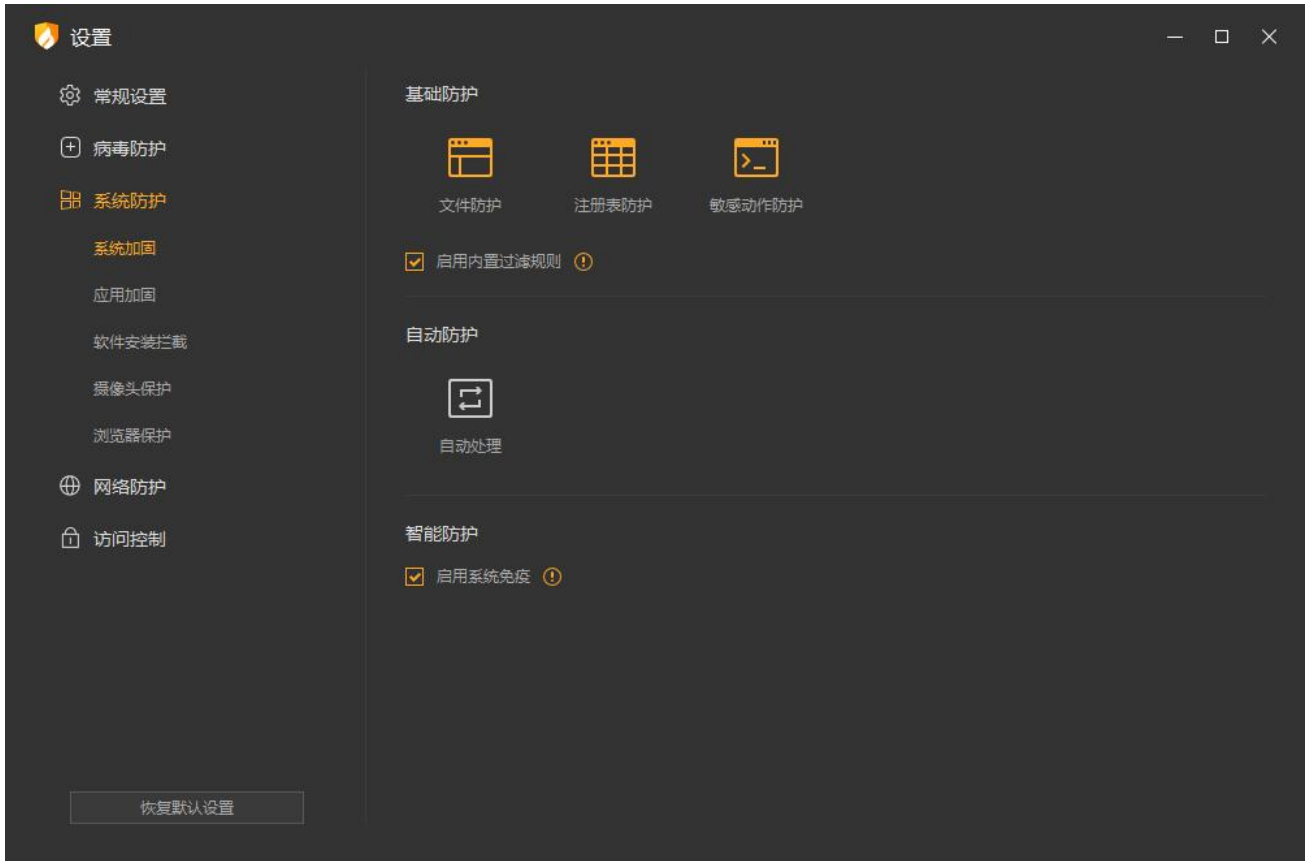 设置
常规设置
病毒防护
系统防护
系统加固
应用加固
软件安装拦截
摄像头保护
浏览器保护
网络防护
访问控制
恢复默认设置
基础防护
文件防护 注册表防护 敏感动作防护
启用内置过滤规则
自动防护
自动处理
智能防护
启用系统免疫